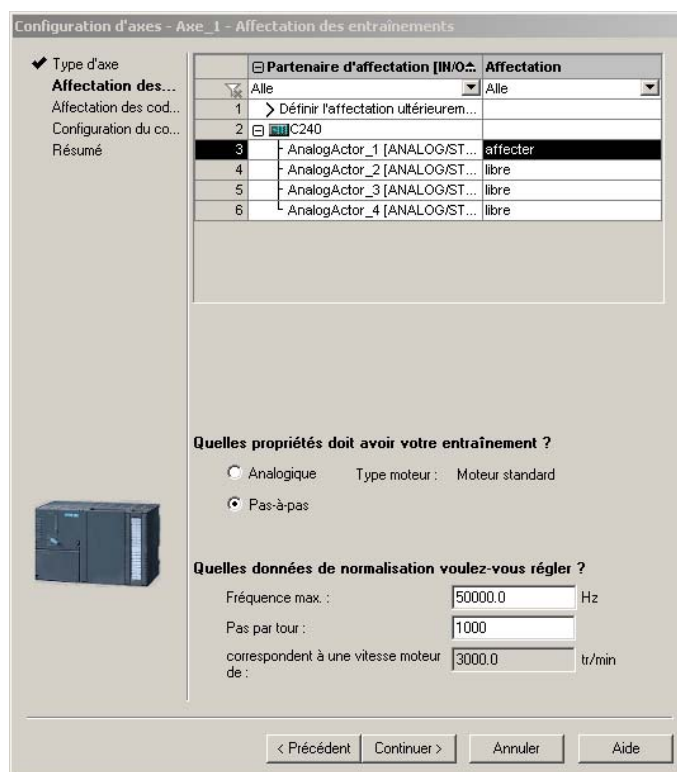 Configuration d'axes - Axe_1 - Affectation des entraînements
Type d'axe
Affectation des...
Affectation des cod...
Configuration du co...
Résumé
Partenaire d'affectation [IN/O... Affectation
Alle Alle
1 Définir l'affectation ultérieurem...
2 C240
3 AnalogActor_1 [ANALOG/ST... affecter
4 AnalogActor_2 [ANALOG/ST... libre
5 AnalogActor_3 [ANALOG/ST... libre
6 AnalogActor_4 [ANALOG/ST... libre
Quelles propriétés doit avoir votre entraînement ?
Analogique Type moteur : Moteur standard
Pas-à-pas
Quelles données de normalisation voulez-vous régler ?
Fréquence max. : 50000.0 Hz
Pas par tour : 1000
correspondent à une vitesse moteur 3000.0 tr/min
de :
< Précédent Continuer > Annuler Aide